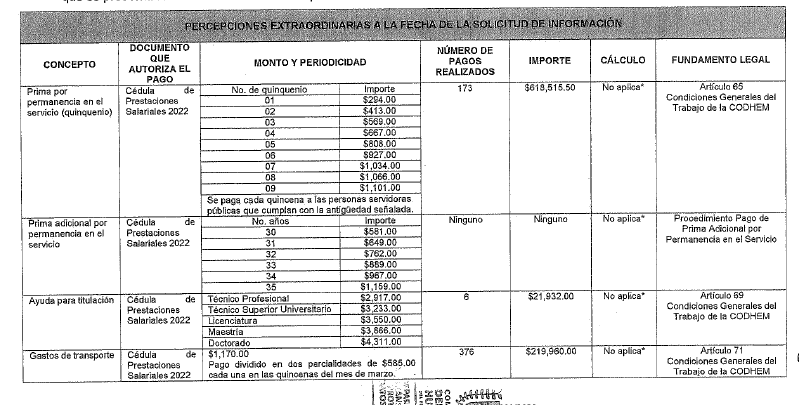 PERCEPCIONES EXTRAORDINARIAS A LA FECHA DE LA SOLICITUD DE INFORMACIÓN
CONCEPTO
DOCUMENTO QUE AUTORIZA EL PAGO
MONTO Y PERIODICIDAD
NÚMERO DE PAGOS REALIZADOS
IMPORTE
CÁLCULO
FUNDAMENTO LEGAL
Prima por permanencia en el servicio (quinquenio)
Cédula de Prestaciones Salariales 2022
No. de quinquenio Importe
01 $294.00
02 $413.00
03 $569.00
04 $667.00
05 $808.00
06 $927.00
07 $1,034.00
08 $1,066.00
09 $1,101.00
Se paga cada quincena a las personas servidoras
públicas que cumplan con la antigüedad señalada.
173
$618,515.50
No aplica*
Artículo 65
Condiciones Generales del
Trabajo de la CODHEM
Prima adicional por
permanencia en el
servicio
Cédula de
Prestaciones
Salariales 2022
No. años Importe
30 $581.00
31 $649.00
32 $762.00
33 $889.00
34 $967.00
35 $1,159.00
Ninguno
Ninguno
No aplica*
Procedimiento Pago de
Prima Adicional por
Permanencia en el Servicio
Ayuda para titulación
Cédula de
Prestaciones
Salariales 2022
Técnico Profesional $2,917.00
Técnico Superior Universitario $3,233.00
Licenciatura $3,550.00
Maestría $3,866.00
Doctorado $4,311.00
6
$21,932.00
No aplica*
Artículo 69
Condiciones Generales del
Trabajo de la CODHEM
Gastos de transporte
Cédula de
Prestaciones
Salariales 2022
$1,170.00
Pago dividido en dos parcialidades de $585.00
cada una en las quincenas del mes de marzo.
376
$219,960.00
No aplica*
Artículo 71
Condiciones Generales del
Trabajo de la CODHEM